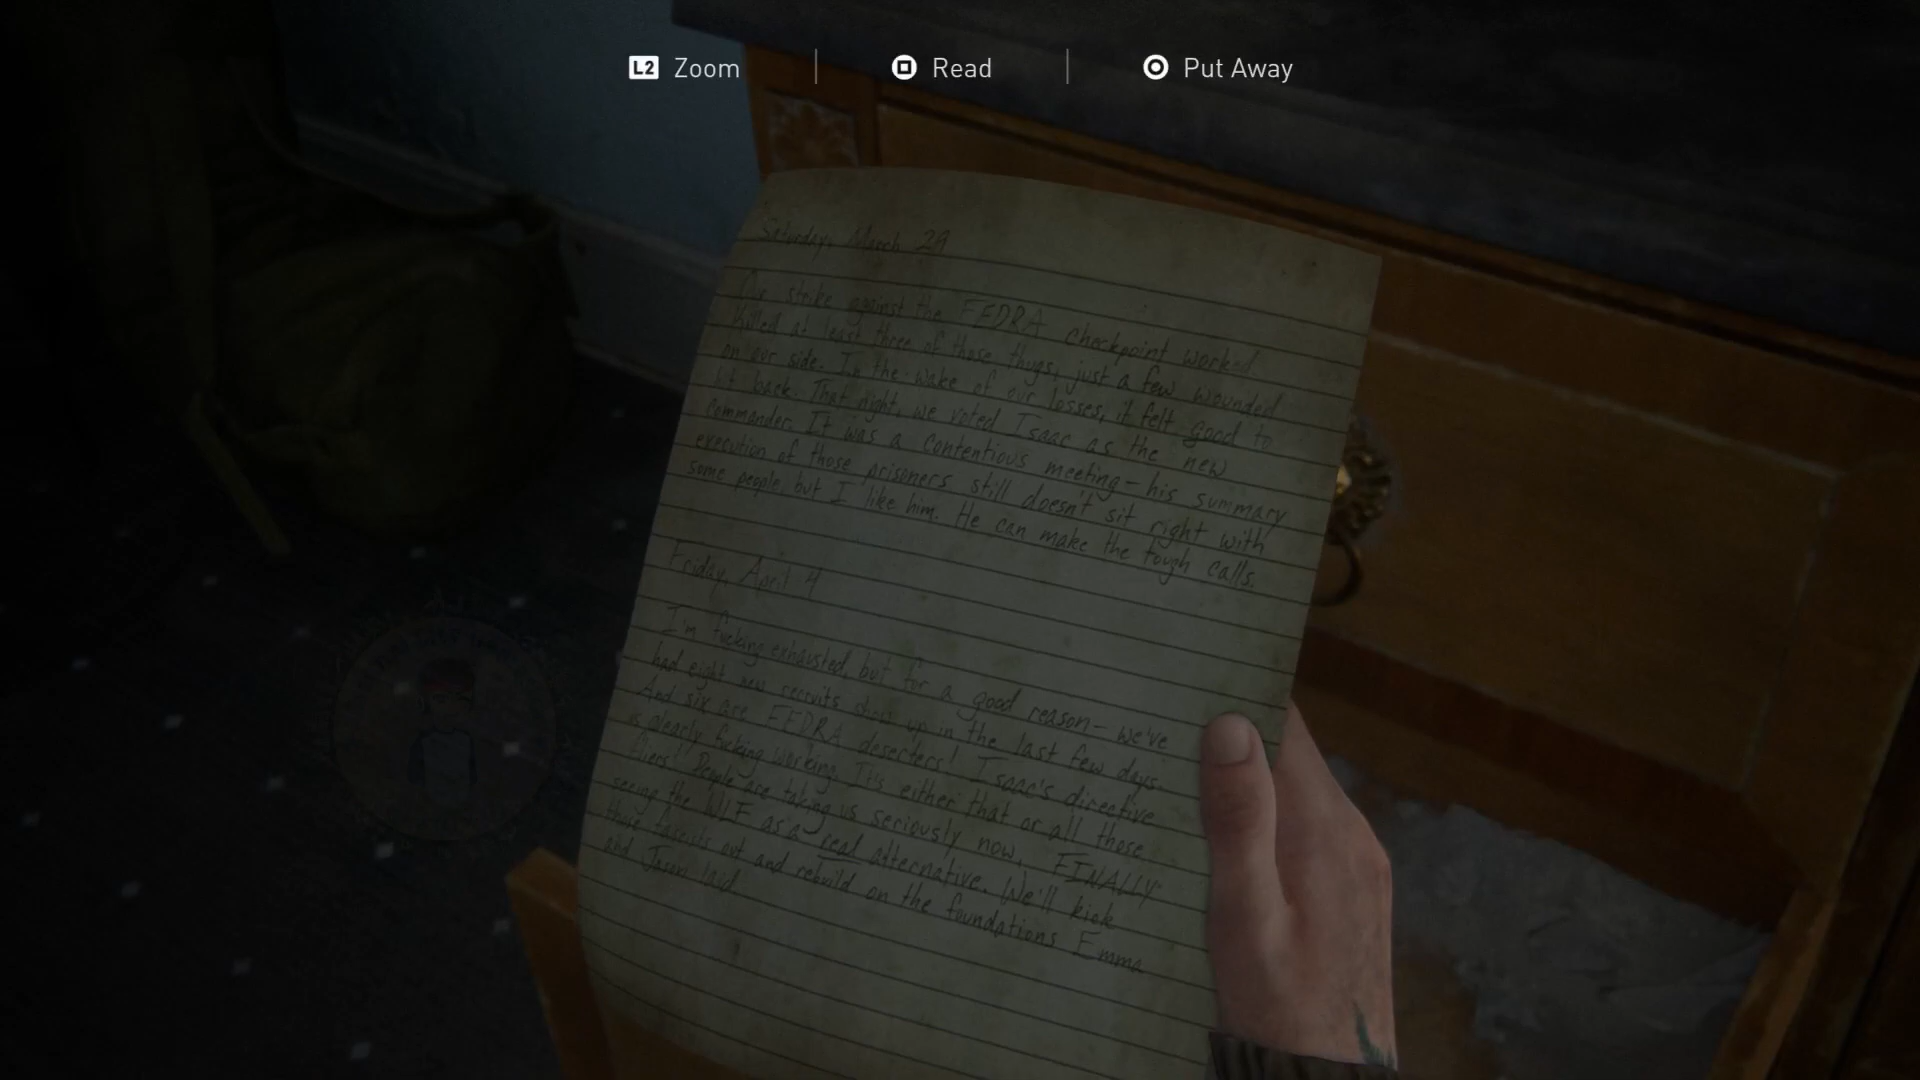 L2 Zoom
Read
Put Away
Saturday, March 29
Our strike against the FEDRA checkpoint worked.
Killed at least three of those thugs, just a few wounded
on our side. In the wake of our losses, it felt good to
hit back. That night, we voted Isaac as the new
commander. It was a contentious meeting - his summary
execution of those prisoners still doesn't sit right with
some people, but I like him. He can make the tough calls.
Friday, April 4
I'm fucking exhausted, but for a good reason - we've
had eight new recruits show up in the last few days.
And six are FEDRA deserters! Isaac's directive
is clearly fucking working. It's either that or all those
fliers! People are taking us seriously now, FINALLY
seeing the WLF as a real alternative. We'll kick
those fascists out and rebuild on the foundations Emma
and Jason laid.